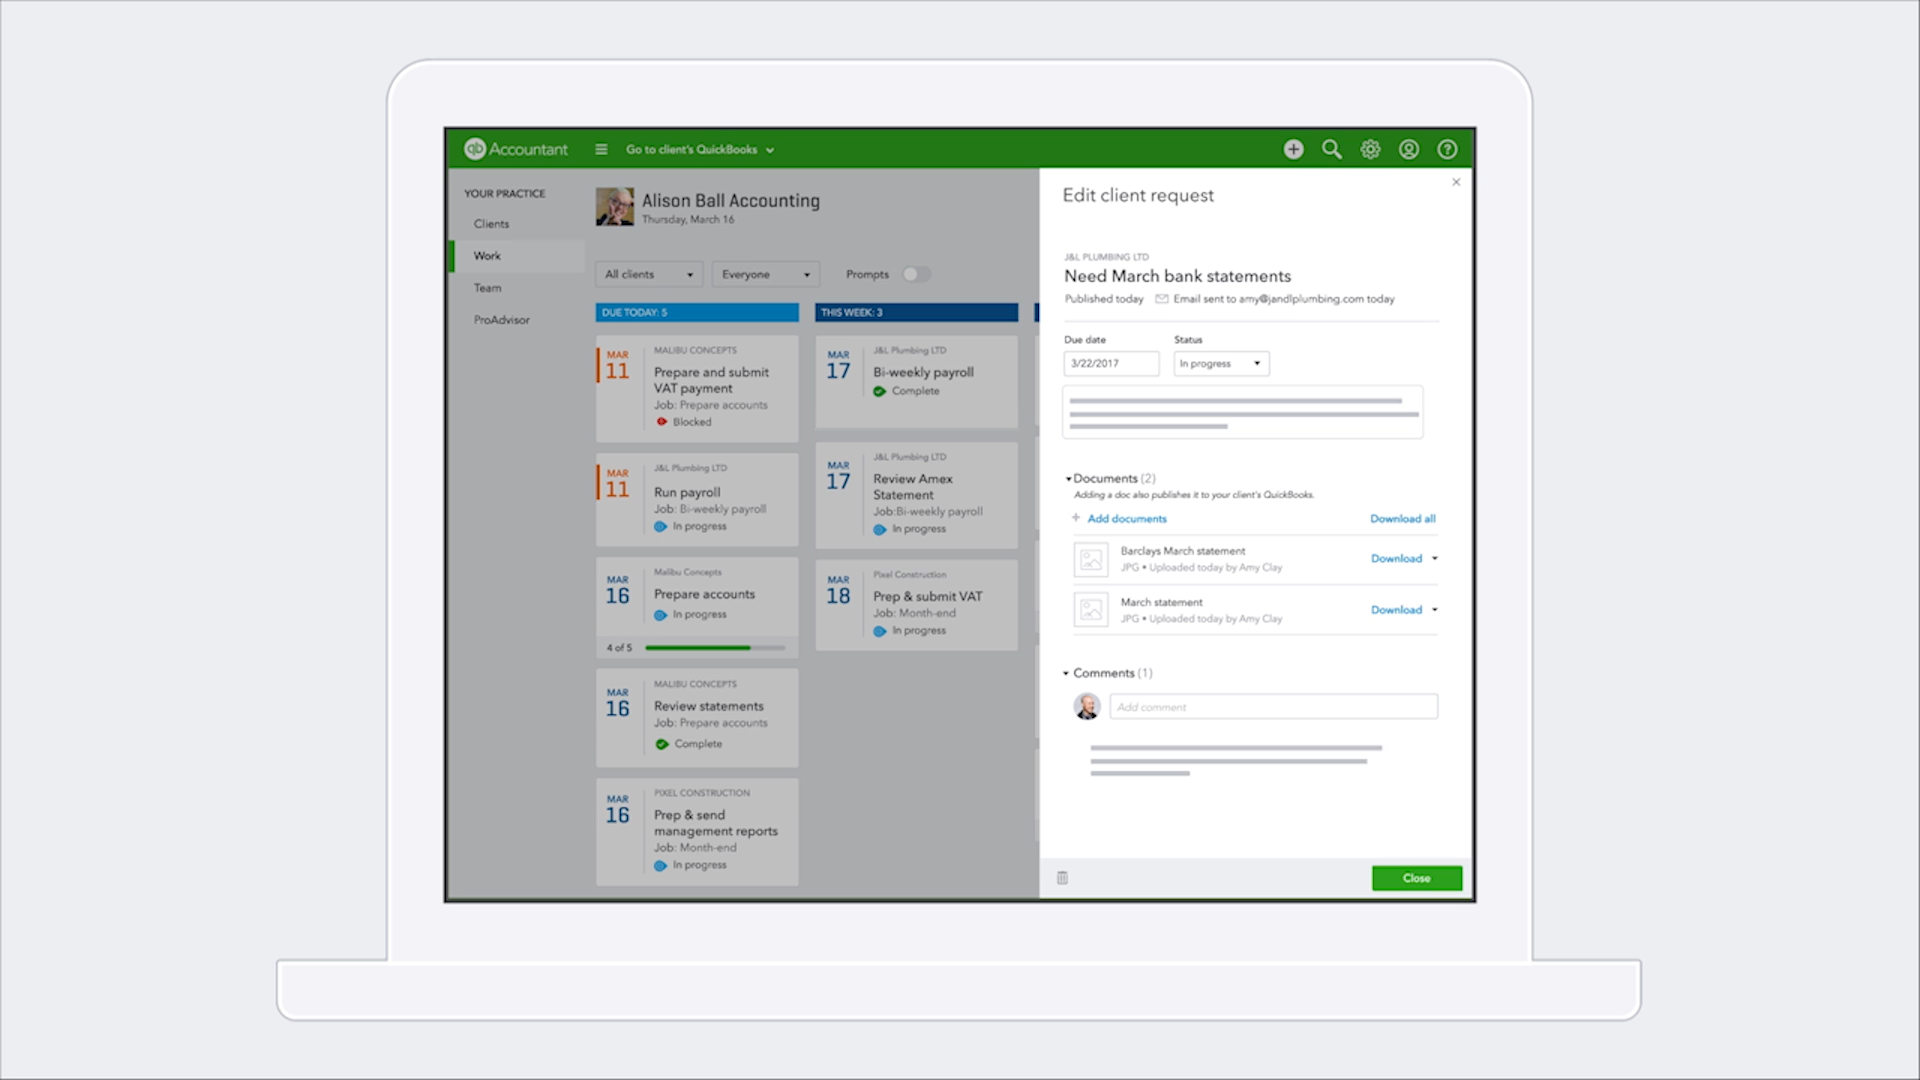 qb Accountant
Go to client's QuickBooks
YOUR PRACTICE
Clients
Work
Team
ProAdvisor
Alison Ball Accounting
Thursday, March 16
All clients
Everyone
Prompts
DUE TODAY: 5
MAR
11
MALIBU CONCEPTS
Prepare and submit
VAT payment
Job: Prepare accounts
Blocked
MAR
11
J&L Plumbing LTD
Run payroll
Job: Bi-weekly payroll
In progress
MAR
16
Malibu Concepts
Prepare accounts
In progress
4 of 5
MAR
16
MALIBU CONCEPTS
Review statements
Job: Prepare accounts
Complete
MAR
16
PIXEL CONSTRUCTION
Prep & send
management reports
Job: Month-end
In progress
THIS WEEK: 3
MAR
17
J&L Plumbing LTD
Bi-weekly payroll
Complete
MAR
17
J&L Plumbing LTD
Review Amex
Statement
Job:Bi-weekly payroll
In progress
MAR
18
Pixel Construction
Prep & submit VAT
Job: Month-end
In progress
Edit client request
J&L PLUMBING LTD
Need March bank statements
Published today Email sent to amy@jandlplumbing.com today
Due date Status
3/22/2017 In progress
Documents (2)
Adding a doc also publishes it to your client's QuickBooks.
+ Add documents Download all
Barclays March statement
JPG • Uploaded today by Amy Clay
Download
March statement
JPG • Uploaded today by Amy Clay
Download
Comments (1)
Add comment
Close